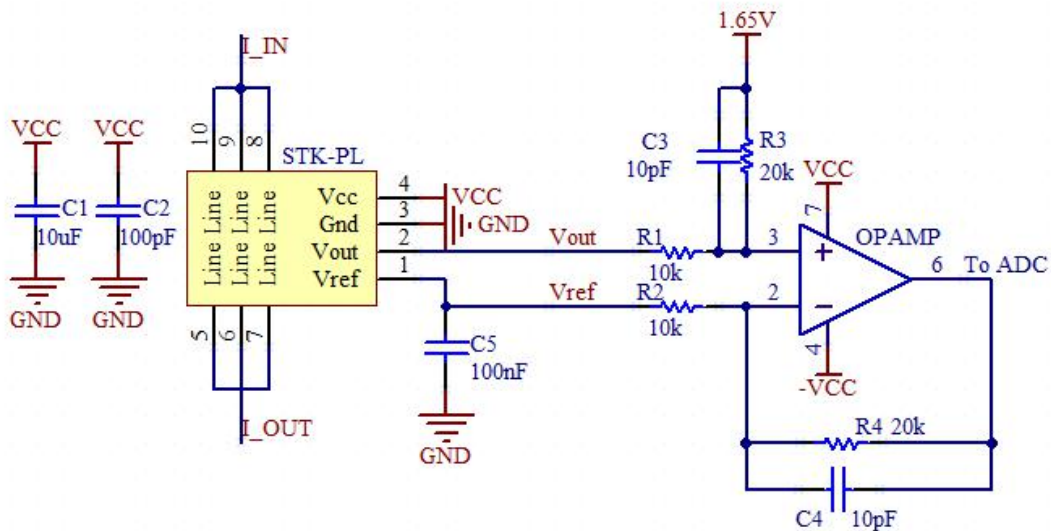 1.65V
I_IN
VCC
VCC
C1
10uF
C2
100pF
GND
GND
10
9
8
STK-PL
Line Line Line
Vcc
Gnd
Vout
Vref
4
3
2
1
VCC
GND
5
6
7
I_OUT
Vout
Vref
C5
100nF
GND
R1
10k
R2
10k
C3
10pF
R3
20k
VCC
7
OPAMP
3
+
2
−
6
To ADC
4
-VCC
R4 20k
C4
10pF